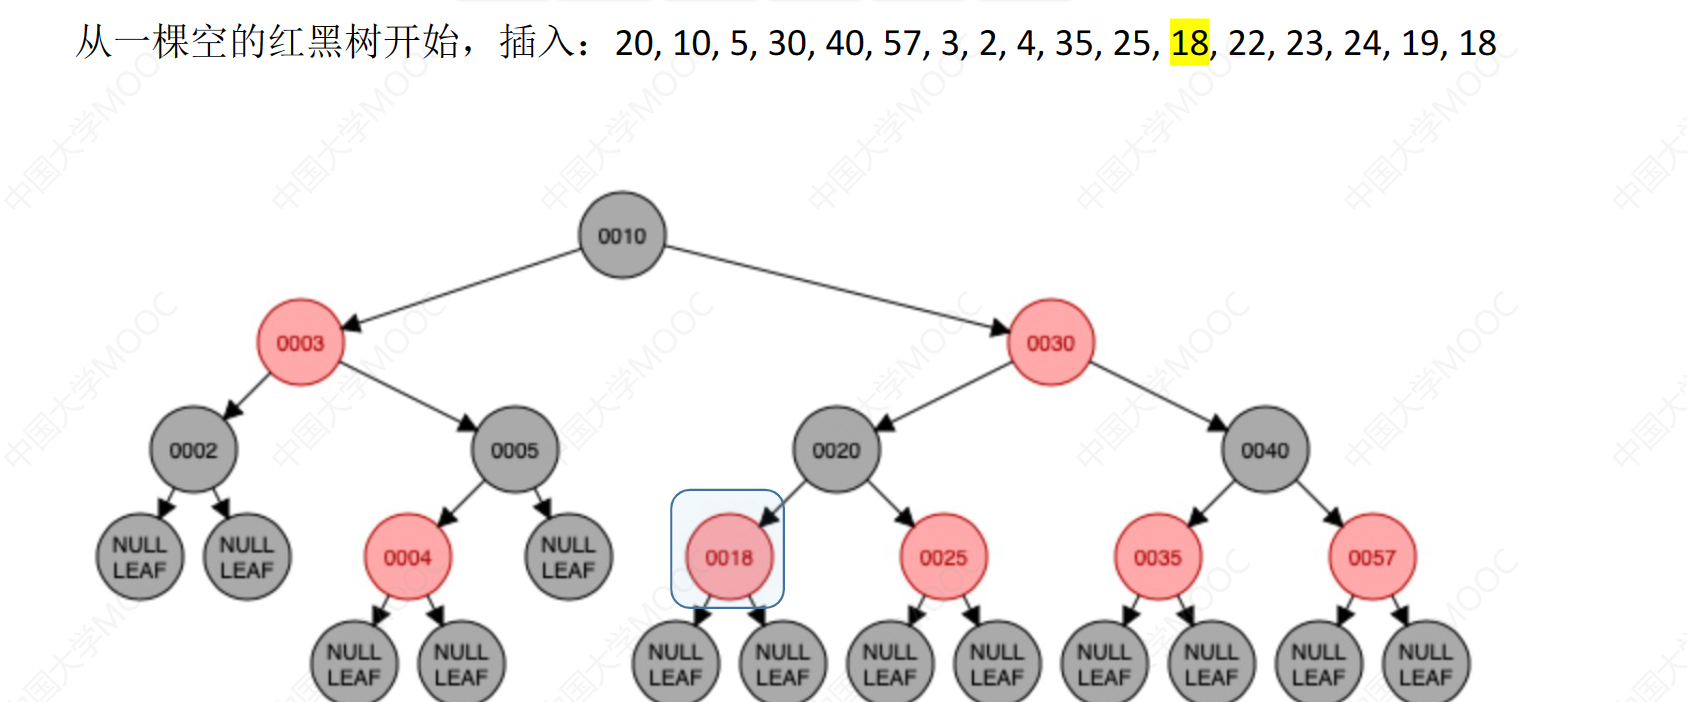 从一棵空的红黑树开始，插入：20, 10, 5, 30, 40, 57, 3, 2, 4, 35, 25, 18, 22, 23, 24, 19, 18
0010
0003 0030
0002 0005 0020 0040
NULL LEAF NULL LEAF 0004 NULL LEAF 0018 0025 0035 0057
NULL LEAF NULL LEAF NULL LEAF NULL LEAF NULL LEAF NULL LEAF NULL LEAF NULL LEAF NULL LEAF NULL LEAF
中国大学MOOC